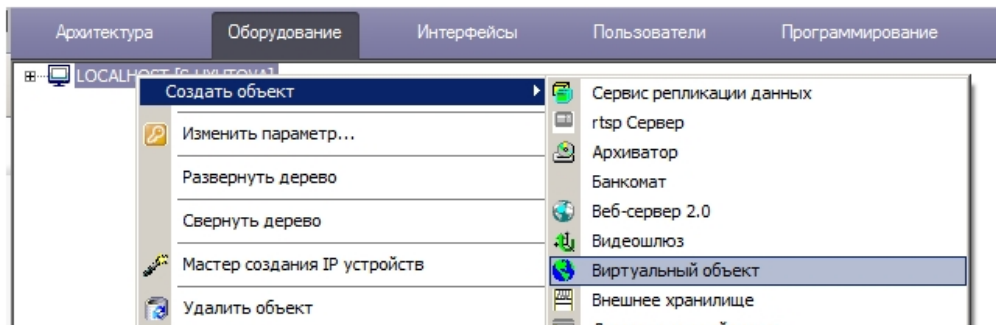 Архитектура Оборудование Интерфейсы Пользователи Программирование
LOCALHOST
Создать объект
Изменить параметр...
Развернуть дерево
Свернуть дерево
Мастер создания IP устройств
Удалить объект
Сервис репликации данных
rtsp Сервер
Архиватор
Банкомат
Веб-сервер 2.0
Видеошлюз
Виртуальный объект
Внешнее хранилище